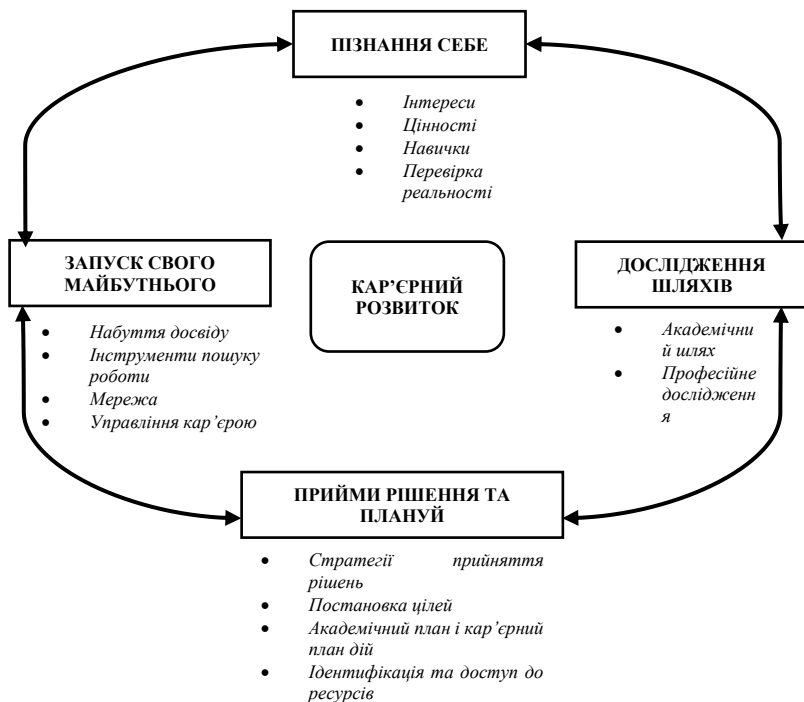 ПІЗНАННЯ СЕБЕ
• Інтереси
• Цінності
• Навички
• Перевірка
реальності
ЗАПУСК СВОГО
МАЙБУТНЬОГО
• Набуття досвіду
• Інструменти пошуку
роботи
• Мережа
• Управління кар’єрою
КАР’ЄРНИЙ
РОЗВИТОК
ДОСЛІДЖЕННЯ
ШЛЯХІВ
• Академічни
й шлях
• Професійне
дослідженн
я
ПРИЙМИ РІШЕННЯ ТА
ПЛАНУЙ
• Стратегії прийняття
рішень
• Постановка цілей
• Академічний план і кар’єрний
план дій
• Ідентифікація та доступ до
ресурсів